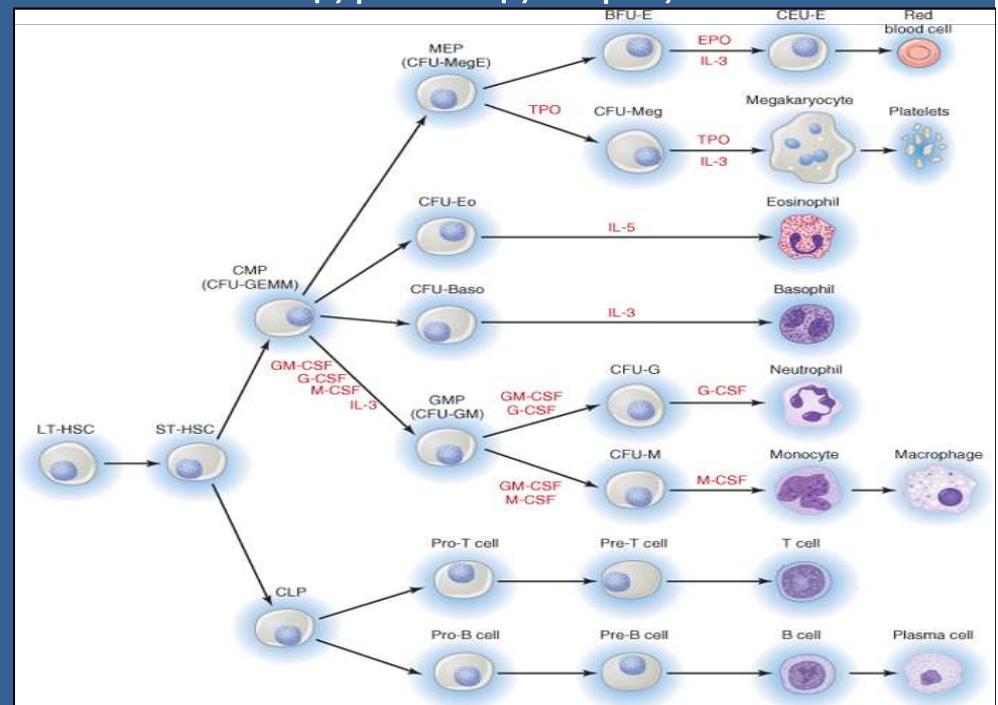 BFU-E
CEU-E
Red
blood cell
MEP
(CFU-MegE)
EPO
IL-3
TPO
CFU-Meg
Megakaryocyte
Platelets
TPO
IL-3
CFU-Eo
Eosinophil
IL-5
CMP
(CFU-GEMM)
CFU-Baso
Basophil
IL-3
GM-CSF
G-CSF
M-CSF
IL-3
GMP
(CFU-GM)
GM-CSF
G-CSF
CFU-G
G-CSF
Neutrophil
LT-HSC
ST-HSC
GM-CSF
M-CSF
CFU-M
M-CSF
Monocyte
Macrophage
Pro-T cell
Pre-T cell
T cell
CLP
Pro-B cell
Pre-B cell
B cell
Plasma cell